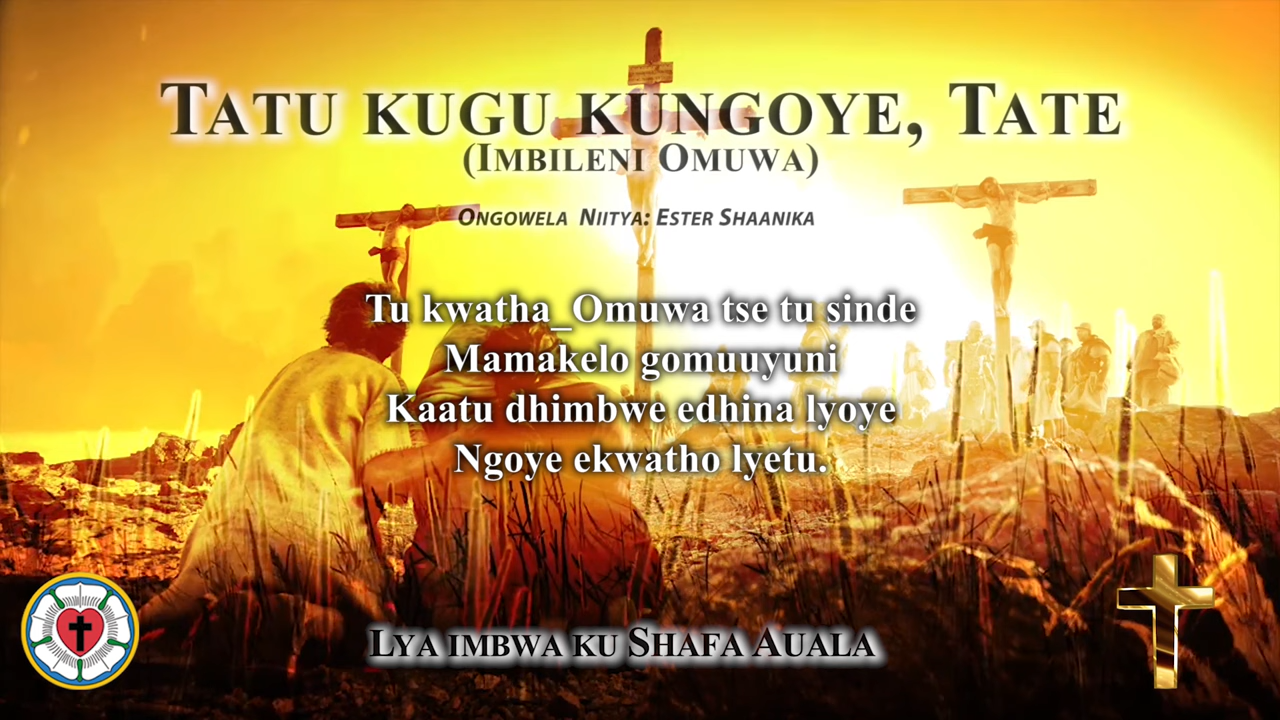 Tatu kugu kungoye, Tate
(Imbileni Omuwa)
Ongowela Niitya: Ester Shaanika
Tu kwatha_Omuwa tse tu sinde
Mamakelo gomuuyuni
Kaatu dhimbwe edhina lyoye
Ngoye ekwatho lyetu.
Lya imbwa ku Shafa Auala